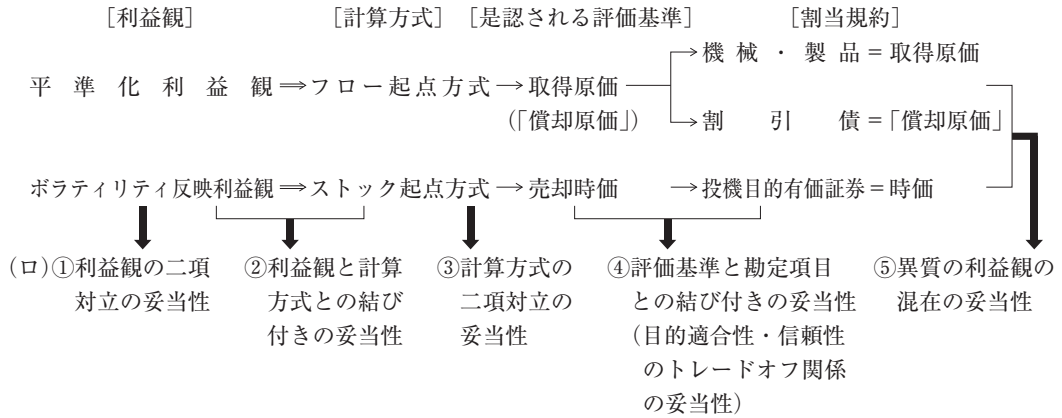 ［利益観］　［計算方式］　［是認される評価基準］　［割当規約］
機械・製品＝取得原価
平準化利益観⇒フロー起点方式→取得原価
（「償却原価」）　割引債＝「償却原価」
ボラティリティ反映利益観⇒ストック起点方式→売却時価→投機目的有価証券＝時価
（ロ）①利益観の二項　②利益観と計算　③計算方式の　④評価基準と勘定項目　⑤異質の利益観の
対立の妥当性　方式との結び　二項対立の　との結び付きの妥当性　混在の妥当性
付きの妥当性　妥当性　（目的適合性・信頼性
のトレードオフ関係
の妥当性）